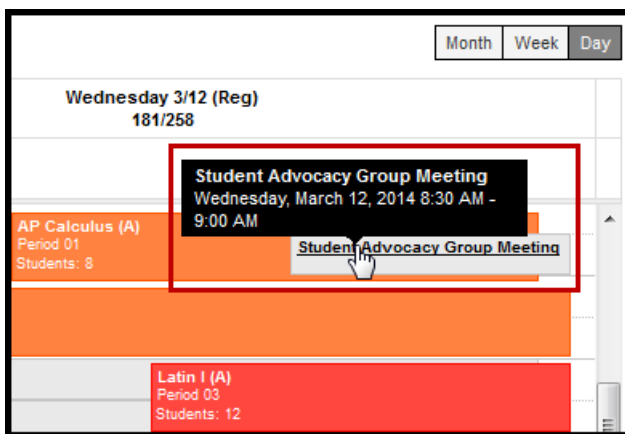 Month Week Day
Wednesday 3/12 (Reg)
181/258
Student Advocacy Group Meeting
Wednesday, March 12, 2014 8:30 AM -
9:00 AM
AP Calculus (A)
Period 01
Students: 8
Student Advocacy Group Meeting
Latin I (A)
Period 03
Students: 12